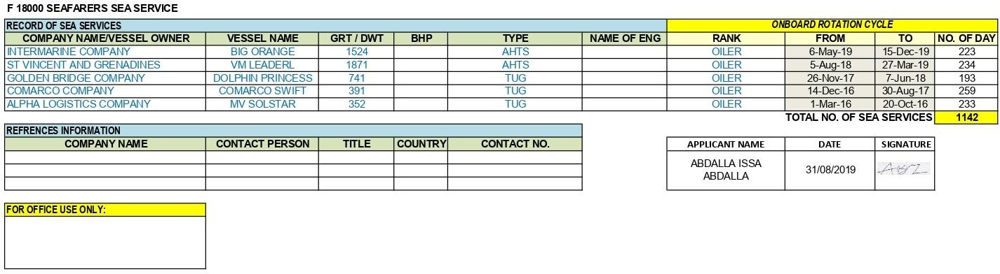 F 18000 SEAFARERS SEA SERVICE
RECORD OF SEA SERVICES ONBOARD ROTATION CYCLE
COMPANY NAME/VESSEL OWNER VESSEL NAME GRT / DWT BHP TYPE NAME OF ENG RANK FROM TO NO. OF DAY
INTERMARINE COMPANY BIG ORANGE 1524 AHTS OILER 6-May-19 15-Dec-19 223
ST VINCENT AND GRENADINES VM LEADERL 1871 AHTS OILER 5-Aug-18 27-Mar-19 234
GOLDEN BRIDGE COMPANY DOLPHIN PRINCESS 741 TUG OILER 26-Nov-17 7-Jun-18 193
COMARCO COMPANY COMARCO SWIFT 391 TUG OILER 14-Dec-16 30-Aug-17 259
ALPHA LOGISTICS COMPANY MV SOLSTAR 352 TUG OILER 1-Mar-16 20-Oct-16 233
TOTAL NO. OF SEA SERVICES 1142
REFRENCES INFORMATION
COMPANY NAME CONTACT PERSON TITLE COUNTRY CONTACT NO.
APPLICANT NAME DATE SIGNATURE
ABDALLA ISSA
ABDALLA 31/08/2019
FOR OFFICE USE ONLY: